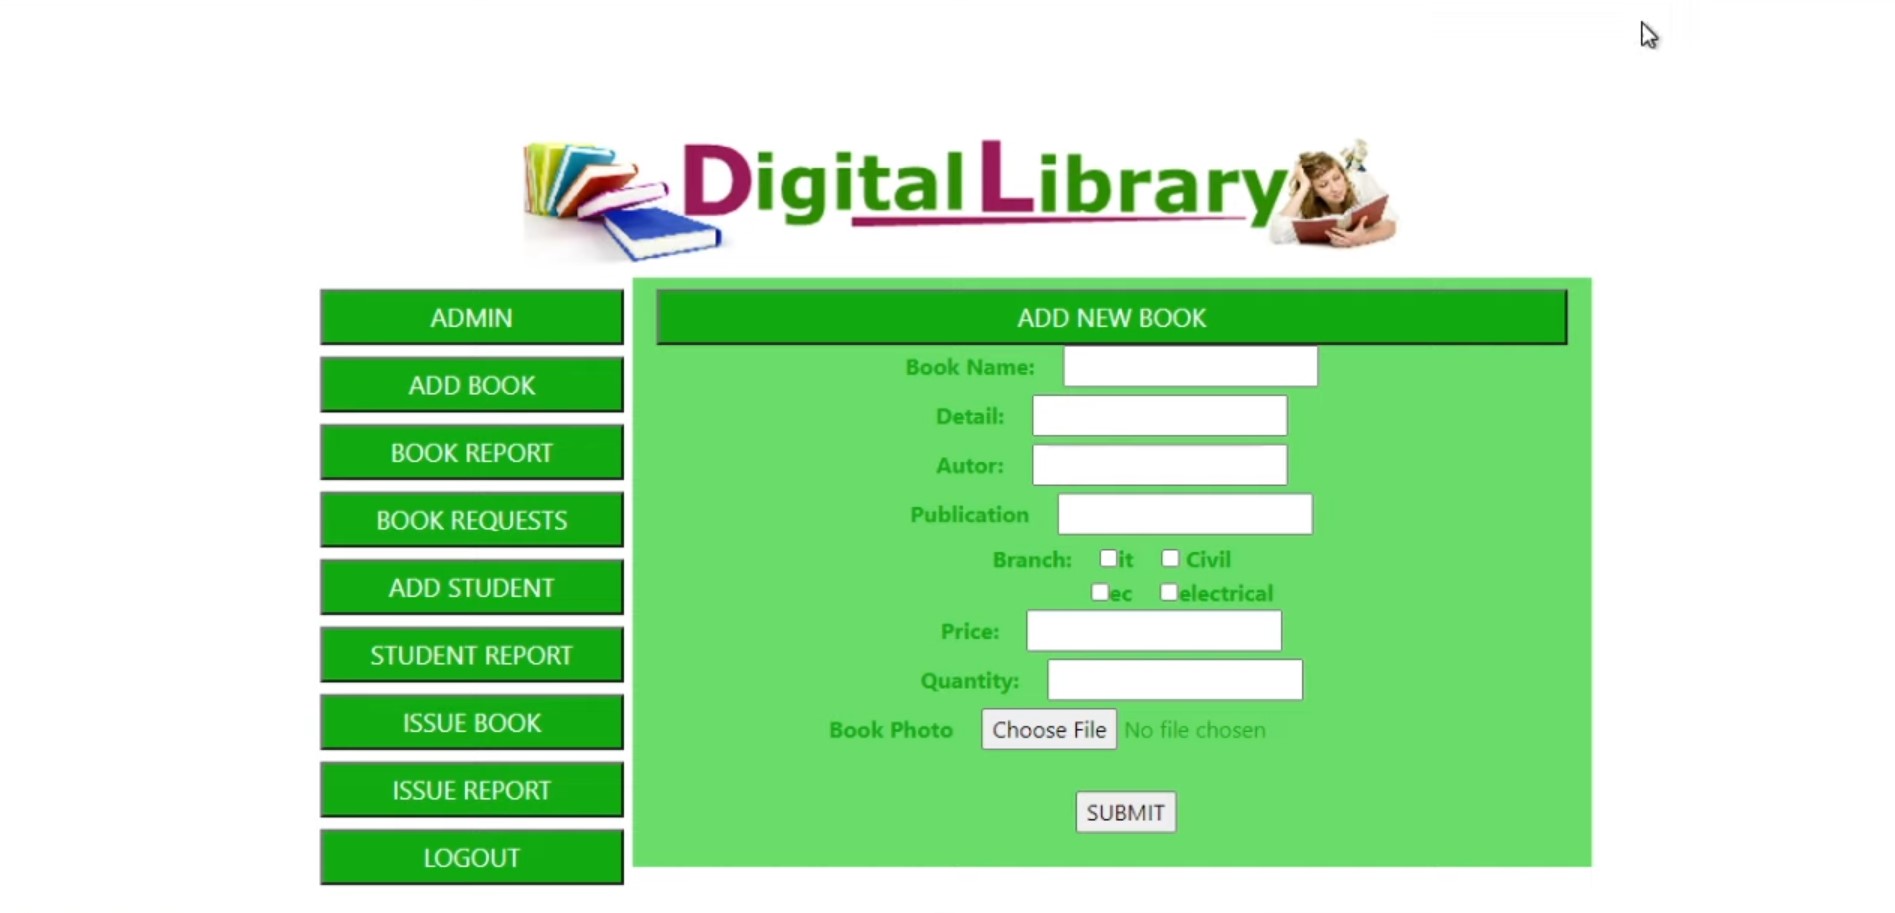 Digital Library
ADMIN
ADD BOOK
BOOK REPORT
BOOK REQUESTS
ADD STUDENT
STUDENT REPORT
ISSUE BOOK
ISSUE REPORT
LOGOUT
ADD NEW BOOK
Book Name:
Detail:
Autor:
Publication
Branch: it Civil
ec electrical
Price:
Quantity:
Book Photo Choose File No file chosen
SUBMIT